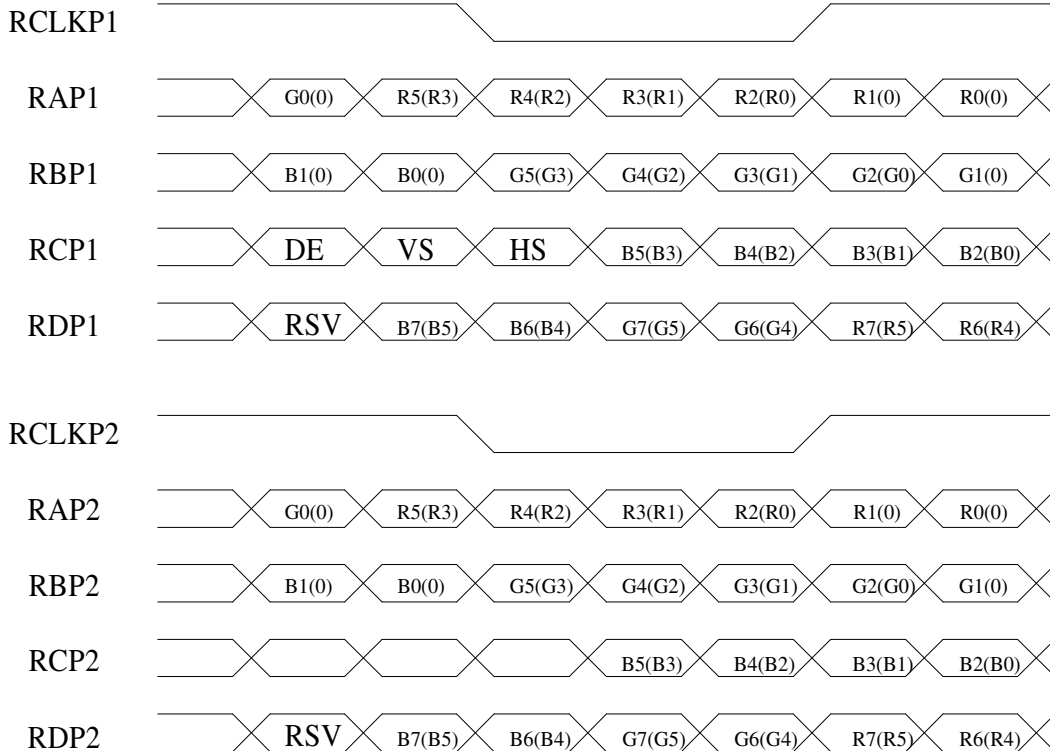 RCLKP1
RAP1 G0(0) R5(R3) R4(R2) R3(R1) R2(R0) R1(0) R0(0)
RBP1 B1(0) B0(0) G5(G3) G4(G2) G3(G1) G2(G0) G1(0)
RCP1 DE VS HS B5(B3) B4(B2) B3(B1) B2(B0)
RDP1 RSV B7(B5) B6(B4) G7(G5) G6(G4) R7(R5) R6(R4)
RCLKP2
RAP2 G0(0) R5(R3) R4(R2) R3(R1) R2(R0) R1(0) R0(0)
RBP2 B1(0) B0(0) G5(G3) G4(G2) G3(G1) G2(G0) G1(0)
RCP2 B5(B3) B4(B2) B3(B1) B2(B0)
RDP2 RSV B7(B5) B6(B4) G7(G5) G6(G4) R7(R5) R6(R4)